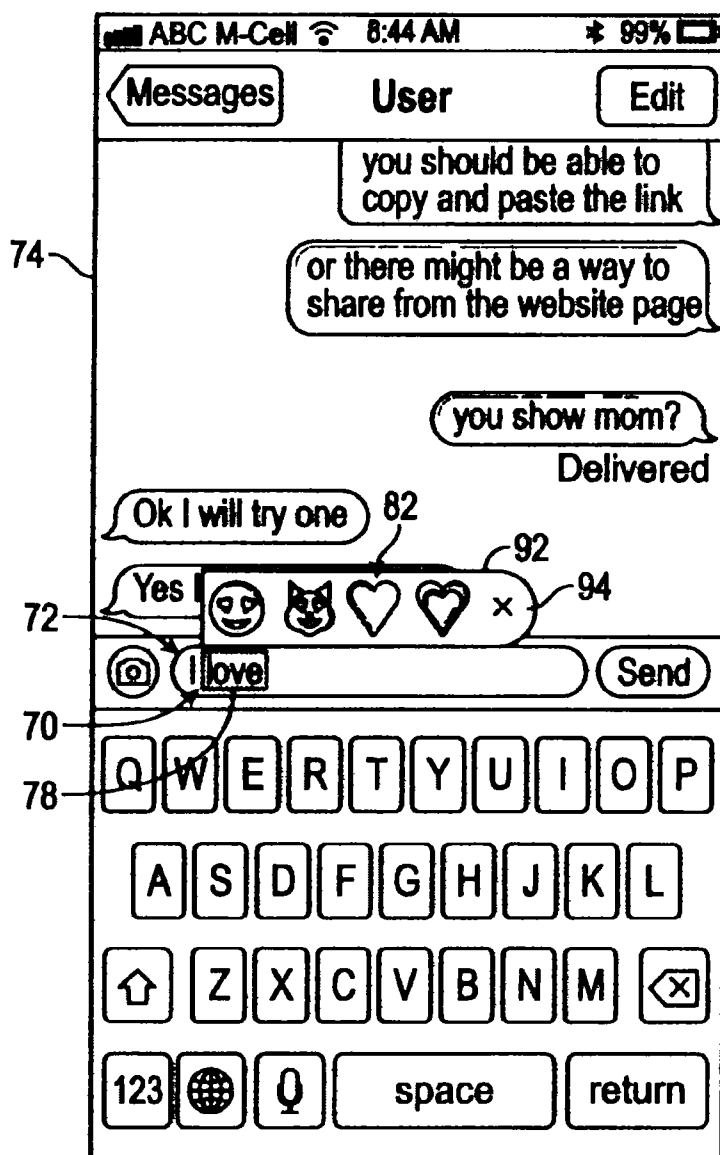 ABC M-Cell 8:44 AM 99%
Messages User Edit
you should be able to
copy and paste the link
74
or there might be a way to
share from the website page
you show mom?
Delivered
Ok I will try one
82
92
Yes I
94
×
72
I love
Send
70
78
Q W E R T Y U I O P
A S D F G H J K L
Z X C V B N M
123 space return